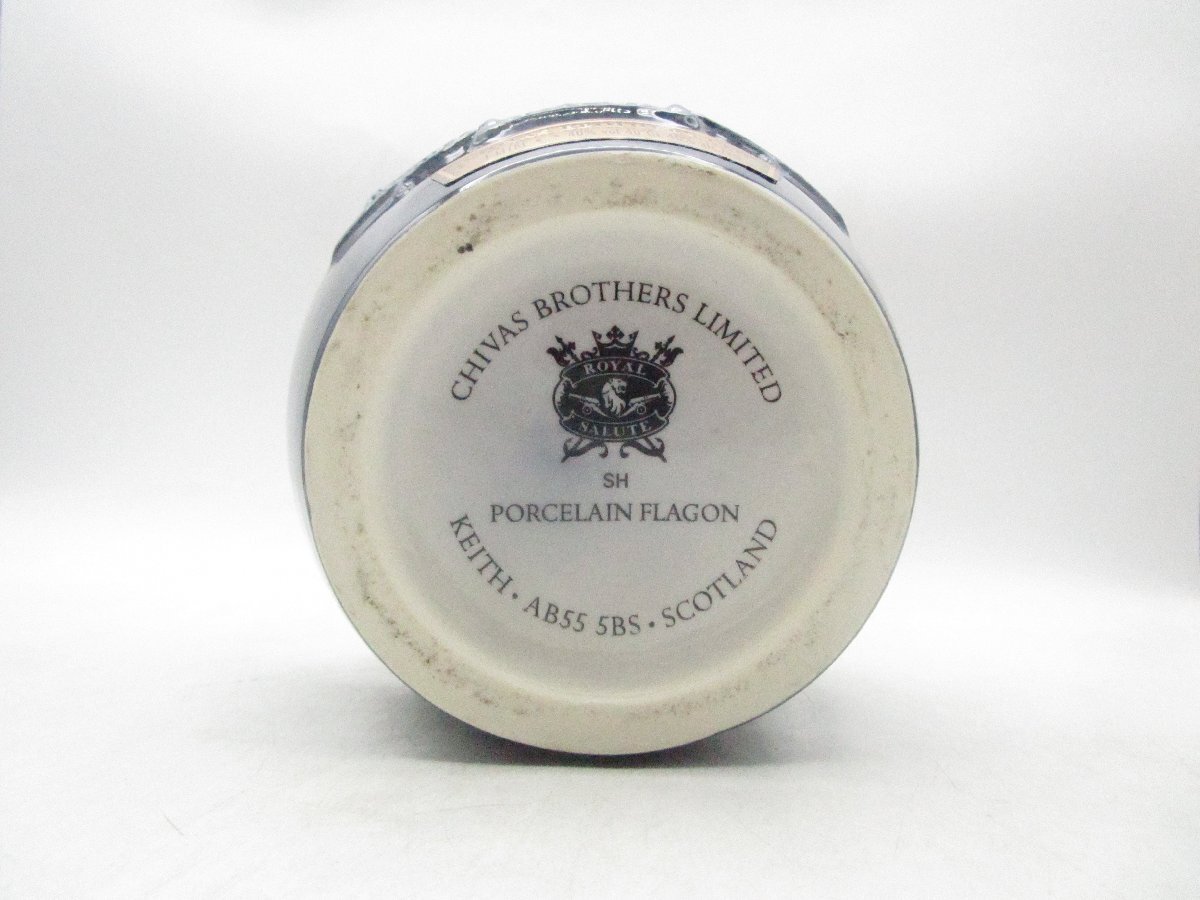 CHIVAS BROTHERS LIMITED
ROYAL
SALUTE
SH
PORCELAIN FLAGON
KEITH • AB55 5BS • SCOTLAND